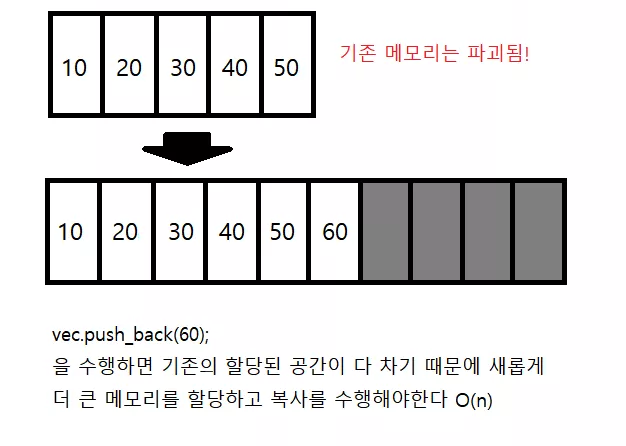 10 20 30 40 50
기존 메모리는 파괴됨!
10 20 30 40 50 60
vec.push_back(60);
을 수행하면 기존의 할당된 공간이 다 차기 때문에 새롭게
더 큰 메모리를 할당하고 복사를 수행해야한다 O(n)